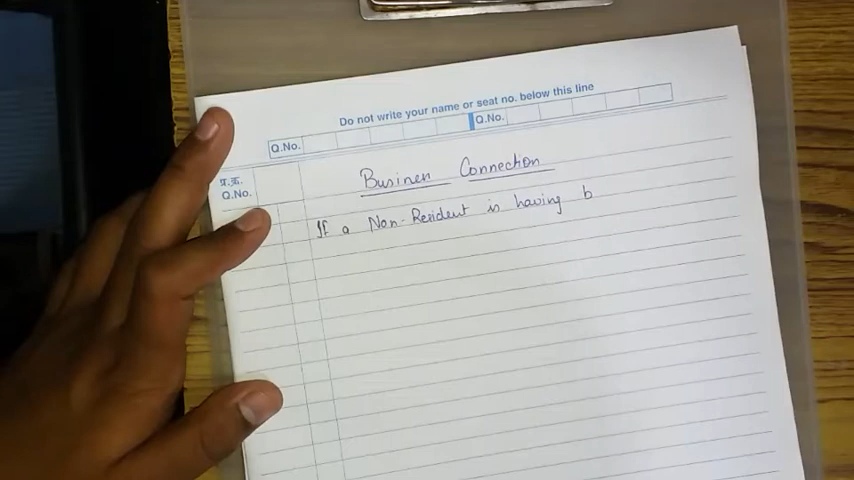 Do not write your name or seat no. below this line
Q.No. Q.No.
प्र.क्र.
Q.No.
Business Connection
If a Non-Resident is having b